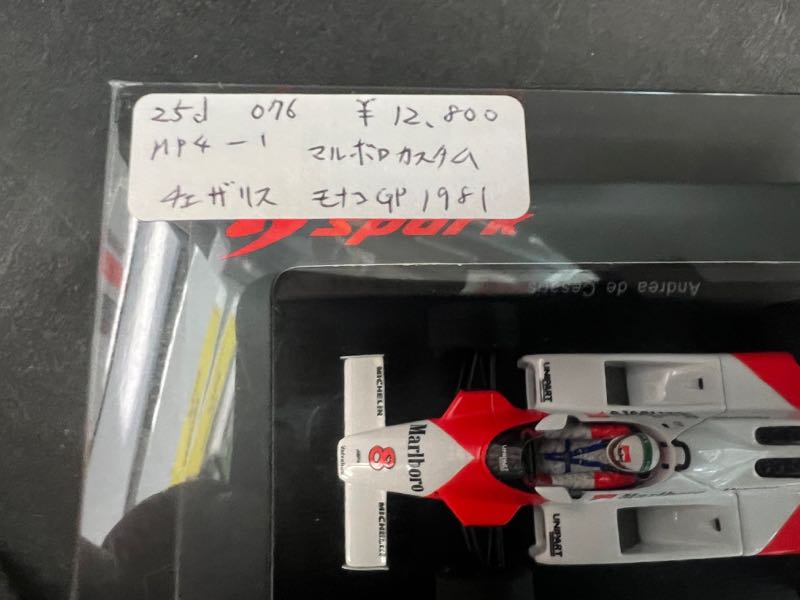 25d 076 ¥ 12,800
MP4-1 マルボロカスタム
チェザリス モナコGP 1981
spark
Andrea de Cesaris
MICHELIN
UNIPART
Marlboro
8
MICHELIN
UNIPART